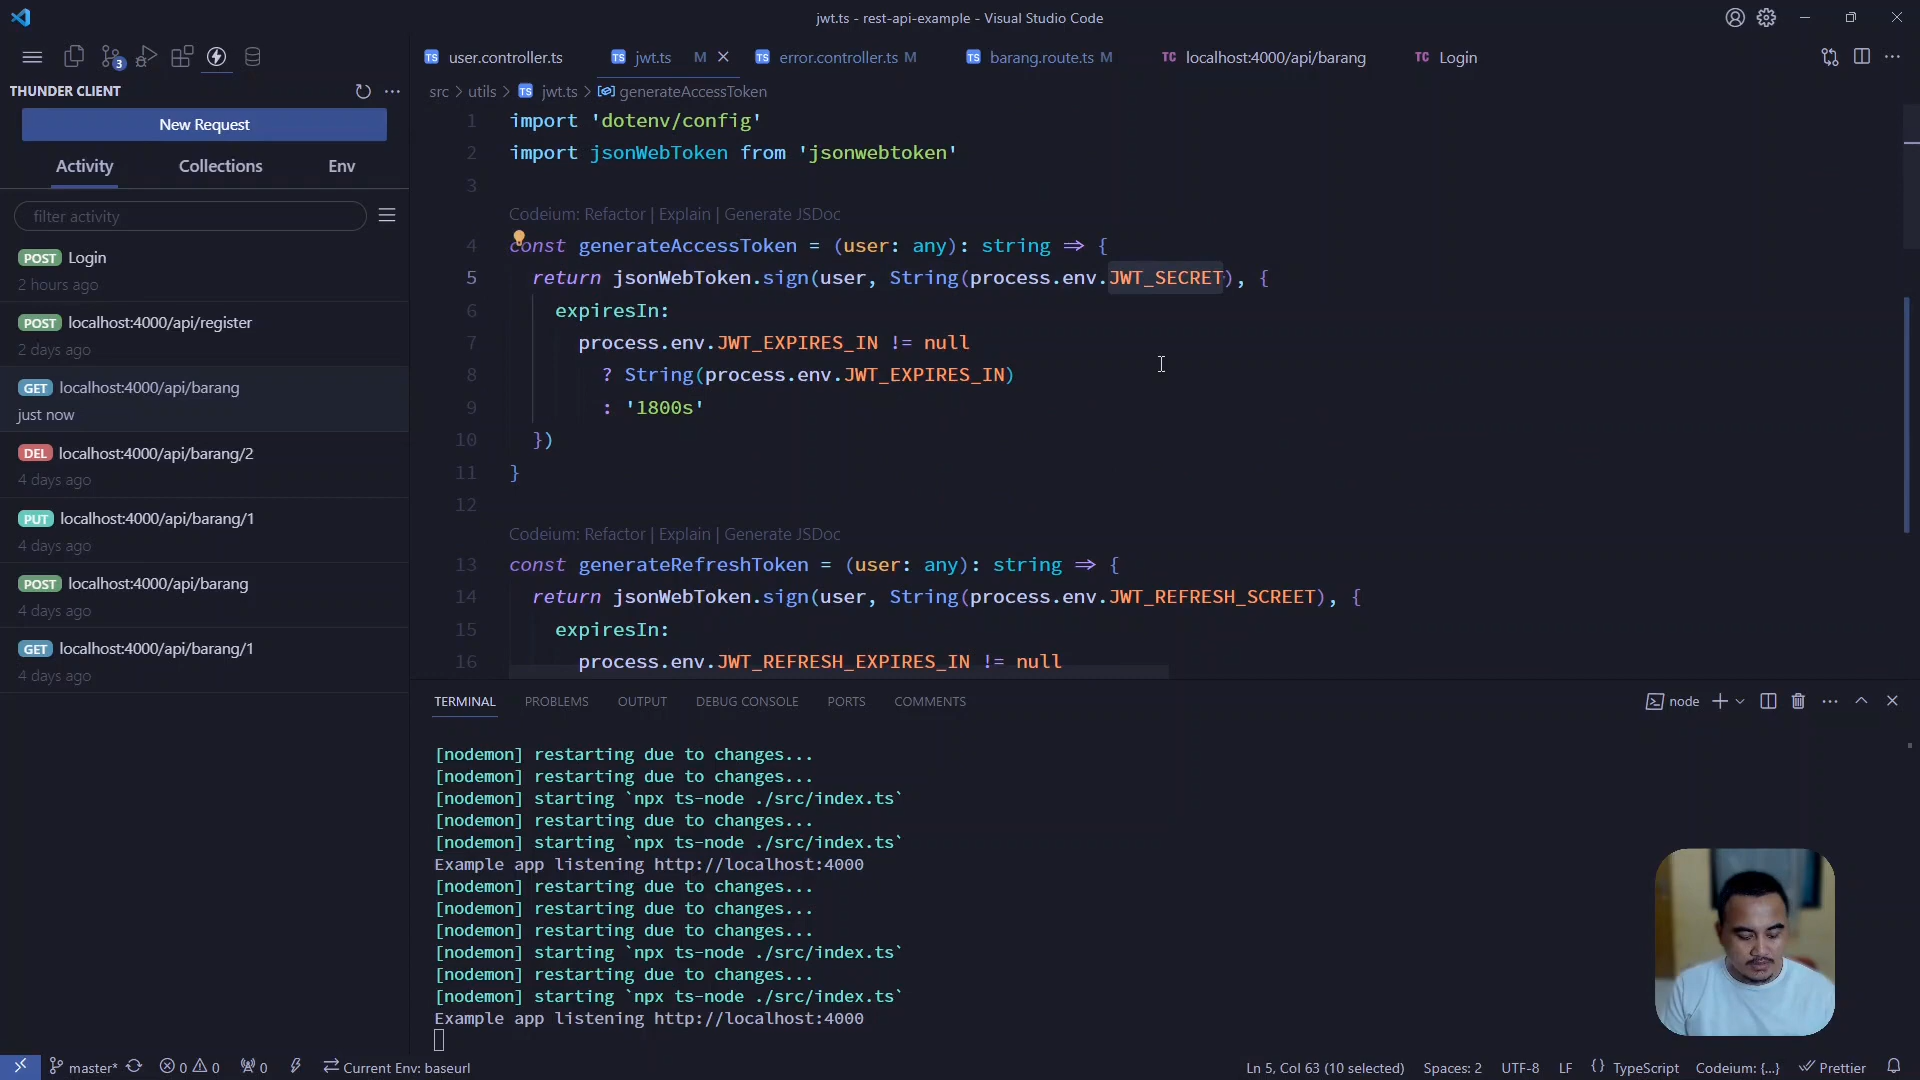 jwt.ts - rest-api-example - Visual Studio Code
3
THUNDER CLIENT
New Request
Activity
Collections
Env
filter activity
POST Login
2 hours ago
POST localhost:4000/api/register
2 days ago
GET localhost:4000/api/barang
just now
DEL localhost:4000/api/barang/2
4 days ago
PUT localhost:4000/api/barang/1
4 days ago
POST localhost:4000/api/barang
4 days ago
GET localhost:4000/api/barang/1
4 days ago
TS user.controller.ts
TS jwt.ts M
TS error.controller.ts M
TS barang.route.ts M
TC localhost:4000/api/barang
TC Login
src > utils > TS jwt.ts > generateAccessToken
1 import 'dotenv/config'
2 import jsonWebToken from 'jsonwebtoken'
3
Codeium: Refactor | Explain | Generate JSDoc
4 const generateAccessToken = (user: any): string => {
5 return jsonWebToken.sign(user, String(process.env.JWT_SECRET), {
6 expiresIn:
7 process.env.JWT_EXPIRES_IN != null
8 ? String(process.env.JWT_EXPIRES_IN)
9 : '1800s'
10 })
11 }
12
Codeium: Refactor | Explain | Generate JSDoc
13 const generateRefreshToken = (user: any): string => {
14 return jsonWebToken.sign(user, String(process.env.JWT_REFRESH_SCREET), {
15 expiresIn:
16 process.env.JWT_REFRESH_EXPIRES_IN != null
TERMINAL PROBLEMS OUTPUT DEBUG CONSOLE PORTS COMMENTS
node
[nodemon] restarting due to changes...
[nodemon] restarting due to changes...
[nodemon] starting `npx ts-node ./src/index.ts`
[nodemon] restarting due to changes...
[nodemon] starting `npx ts-node ./src/index.ts`
Example app listening http://localhost:4000
[nodemon] restarting due to changes...
[nodemon] restarting due to changes...
[nodemon] restarting due to changes...
[nodemon] starting `npx ts-node ./src/index.ts`
[nodemon] restarting due to changes...
[nodemon] starting `npx ts-node ./src/index.ts`
Example app listening http://localhost:4000
master* 0 0 0 Current Env: baseurl
Ln 5, Col 63 (10 selected) Spaces: 2 UTF-8 LF {} TypeScript Codeium: {...} Prettier